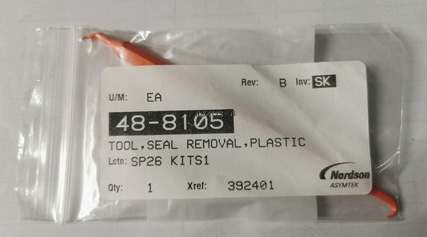 Rev: B Inv: SK
U/M: EA
48-8105
TOOL,SEAL REMOVAL,PLASTIC
Lctn: SP26 KITS1
Qty: 1 Xref: 392401
Nordson
ASYMTEK